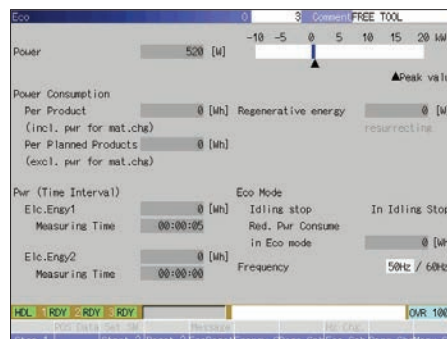 Eco 0 3 Comment FREE TOOL
-10 -5 0 5 10 15 20 kW
Power 520 [W]
▲Peak valu
Power Consumption
Per Product 0 [Wh] Regenerative energy 0 [W
(incl. pwr for mat.chg) resurrecting
Per Planned Products 0 [Wh]
(excl. pwr for mat.chg)
Pwr (Time Interval) Eco Mode
Elc.Engy1 0 [Wh] Idling stop In Idling Stop
Measuring Time 00:00:05 Red. Pwr Consume
in Eco mode 0 [Wh
Elc.Engy2 0 [Wh]
Frequency 50Hz / 60Hz
Measuring Time 00:00:00
HDL 1 RDY 2 RDY 3 RDY OVR 100
POS Data Set SW Message Hz Chg.